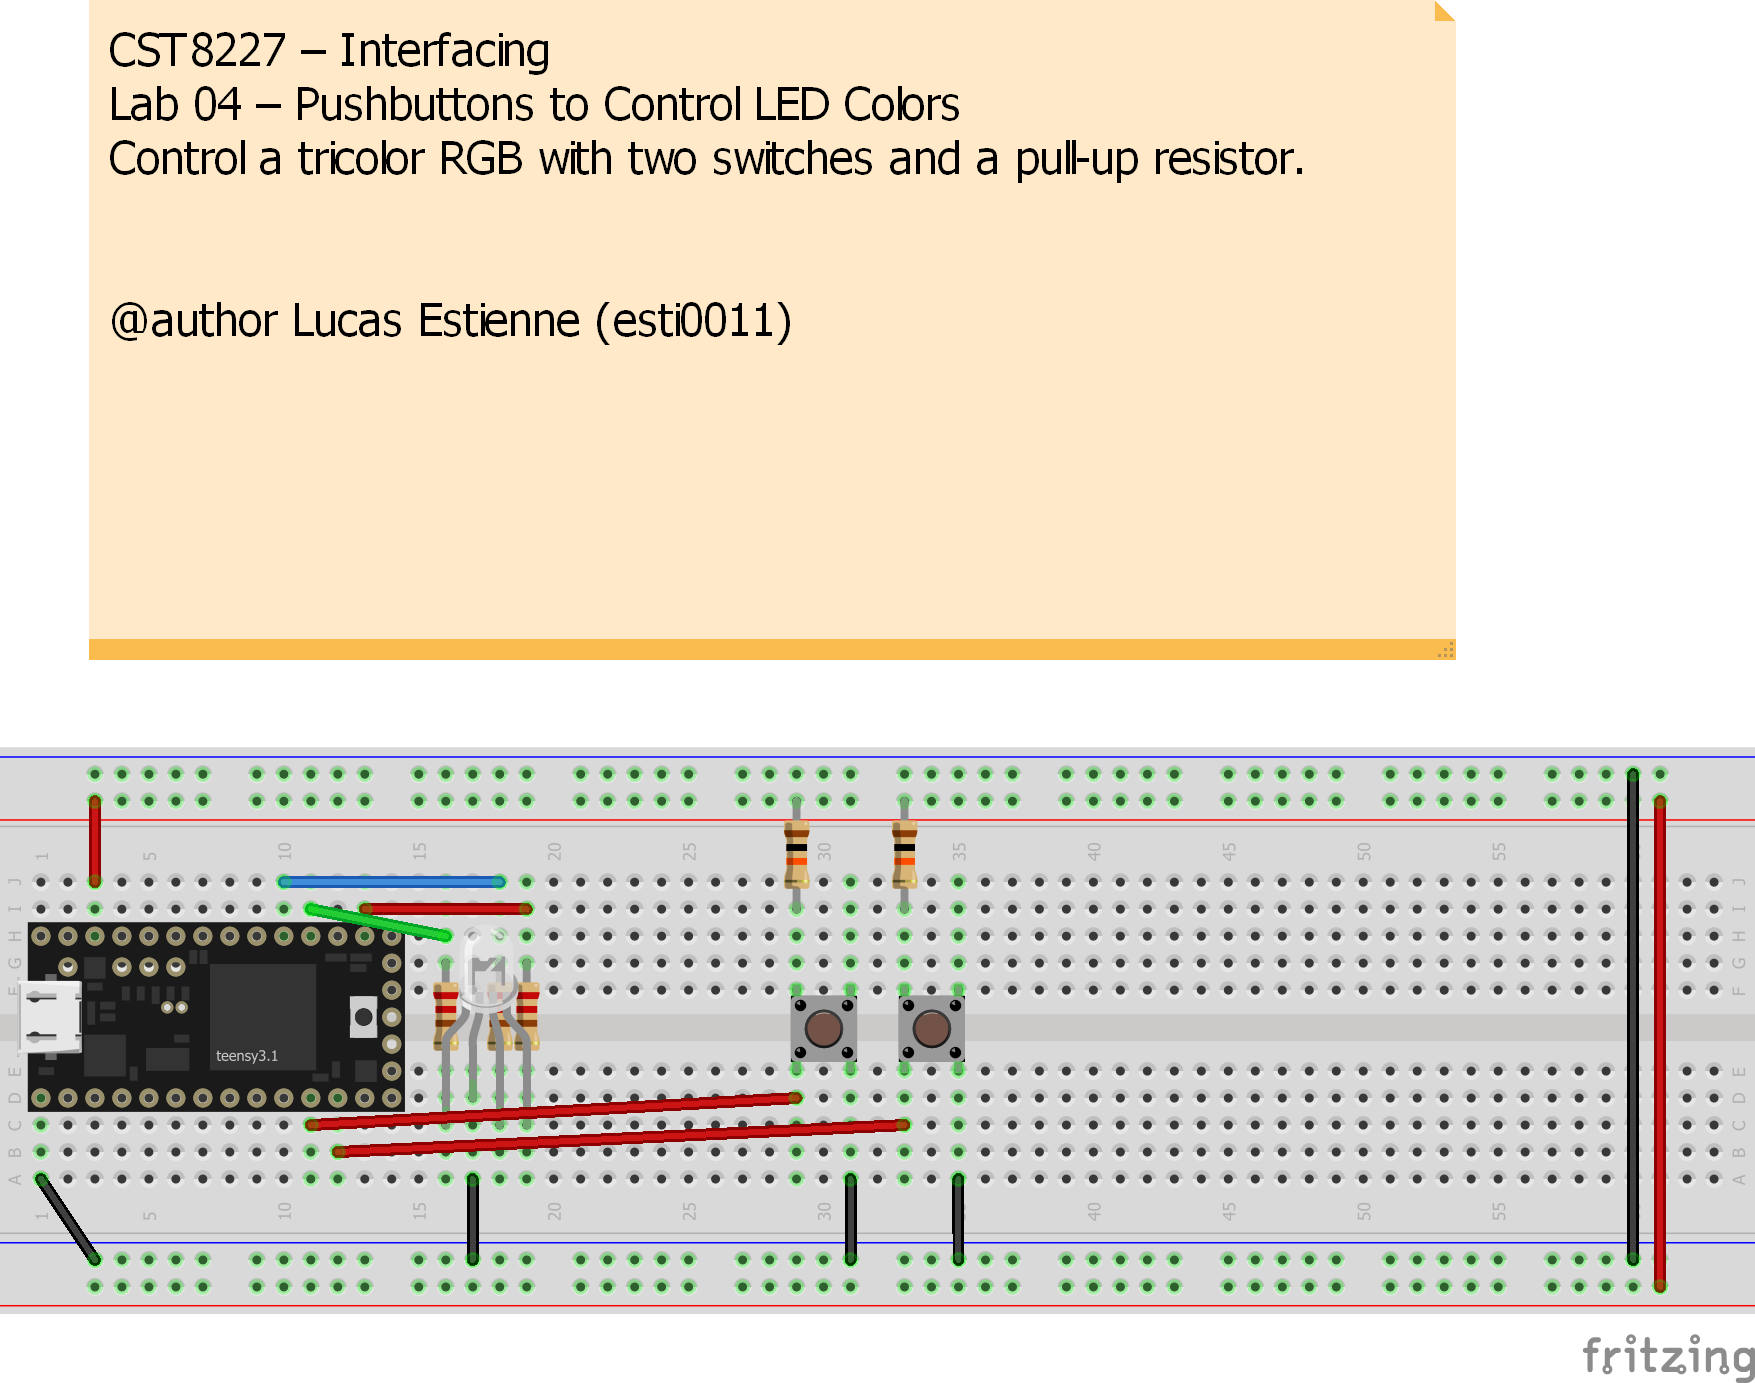 CST8227 – Interfacing
Lab 04 – Pushbuttons to Control LED Colors
Control a tricolor RGB with two switches and a pull-up resistor.
@author Lucas Estienne (esti0011)
1 5 10 15 20 25 30 35 40 45 50 55
J J
I I
H H
G G
F F
teensy3.1
E E
D D
C C
B B
A A
1 5 10 15 20 25 30 40 45 50 55
fritzing